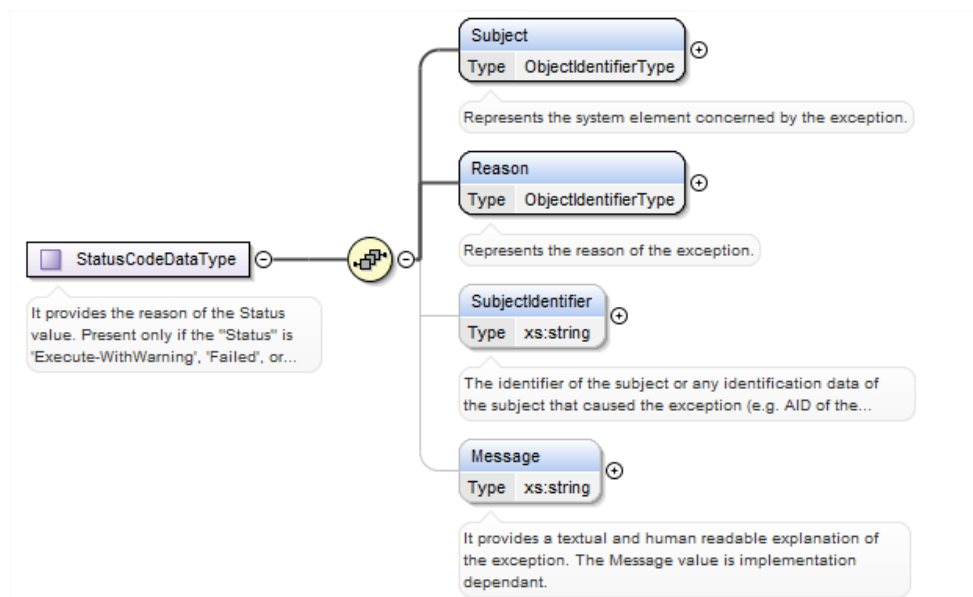 Subject
Type ObjectIdentifierType
Represents the system element concerned by the exception.
Reason
Type ObjectIdentifierType
Represents the reason of the exception.
StatusCodeDataType
It provides the reason of the Status
value. Present only if the "Status" is
'Execute-WithWarning', 'Failed', or...
SubjectIdentifier
Type xs:string
The identifier of the subject or any identification data of
the subject that caused the exception (e.g. AID of the...
Message
Type xs:string
It provides a textual and human readable explanation of
the exception. The Message value is implementation
dependant.